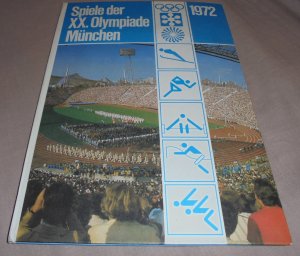 Spiele der
XX. Olympiade
München
1972